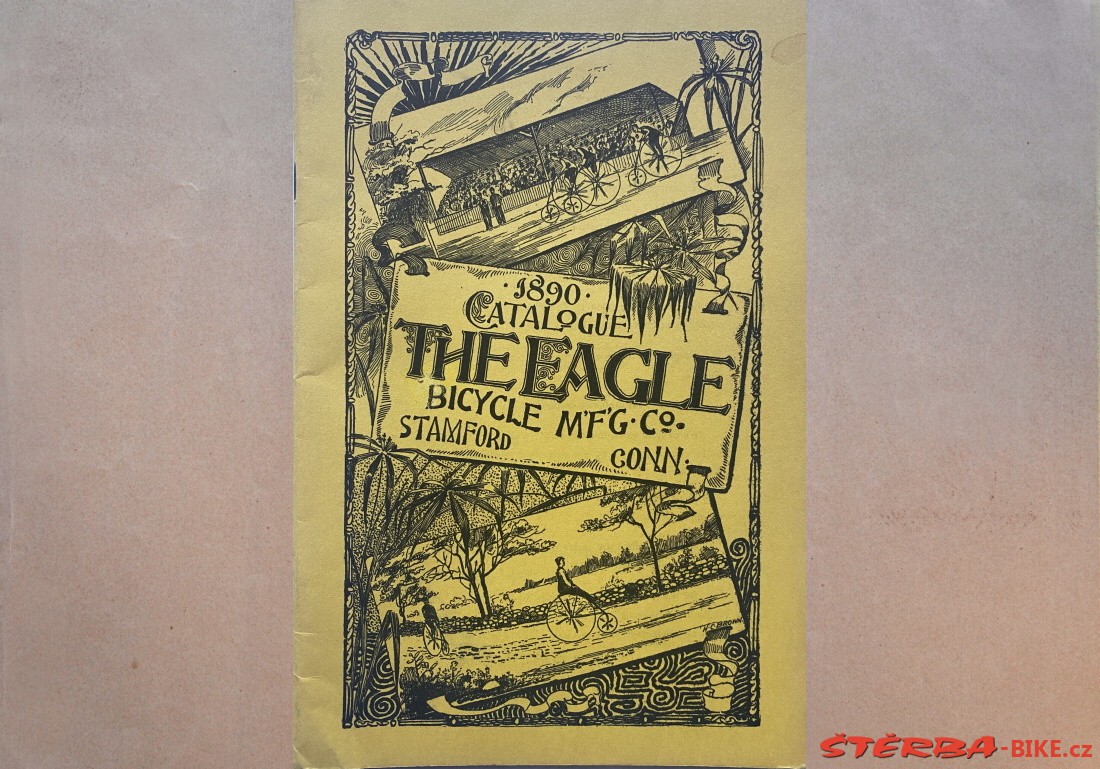 ·1890·
CATALOGUE
THE EAGLE
BICYCLE M'F'G·Co.
STAMFORD
CONN.
ŠTĚRBA-BIKE.cz